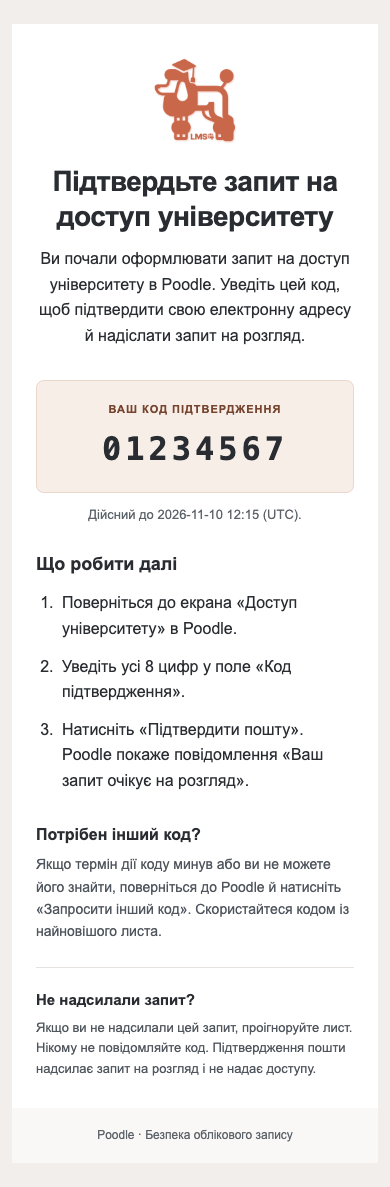 LMS
Підтвердьте запит на
доступ університету
Ви почали оформлювати запит на доступ
університету в Poodle. Уведіть цей код,
щоб підтвердити свою електронну адресу
й надіслати запит на розгляд.
ВАШ КОД ПІДТВЕРДЖЕННЯ
01234567
Дійсний до 2026-11-10 12:15 (UTC).
Що робити далі
1. Поверніться до екрана «Доступ
університету» в Poodle.
2. Уведіть усі 8 цифр у поле «Код
підтвердження».
3. Натисніть «Підтвердити пошту».
Poodle покаже повідомлення «Ваш
запит очікує на розгляд».
Потрібен інший код?
Якщо термін дії коду минув або ви не можете
його знайти, поверніться до Poodle й натисніть
«Запросити інший код». Скористайтеся кодом із
найновішого листа.
Не надсилали запит?
Якщо ви не надсилали цей запит, проігноруйте лист.
Нікому не повідомляйте код. Підтвердження пошти
надсилає запит на розгляд і не надає доступу.
Poodle · Безпека облікового запису